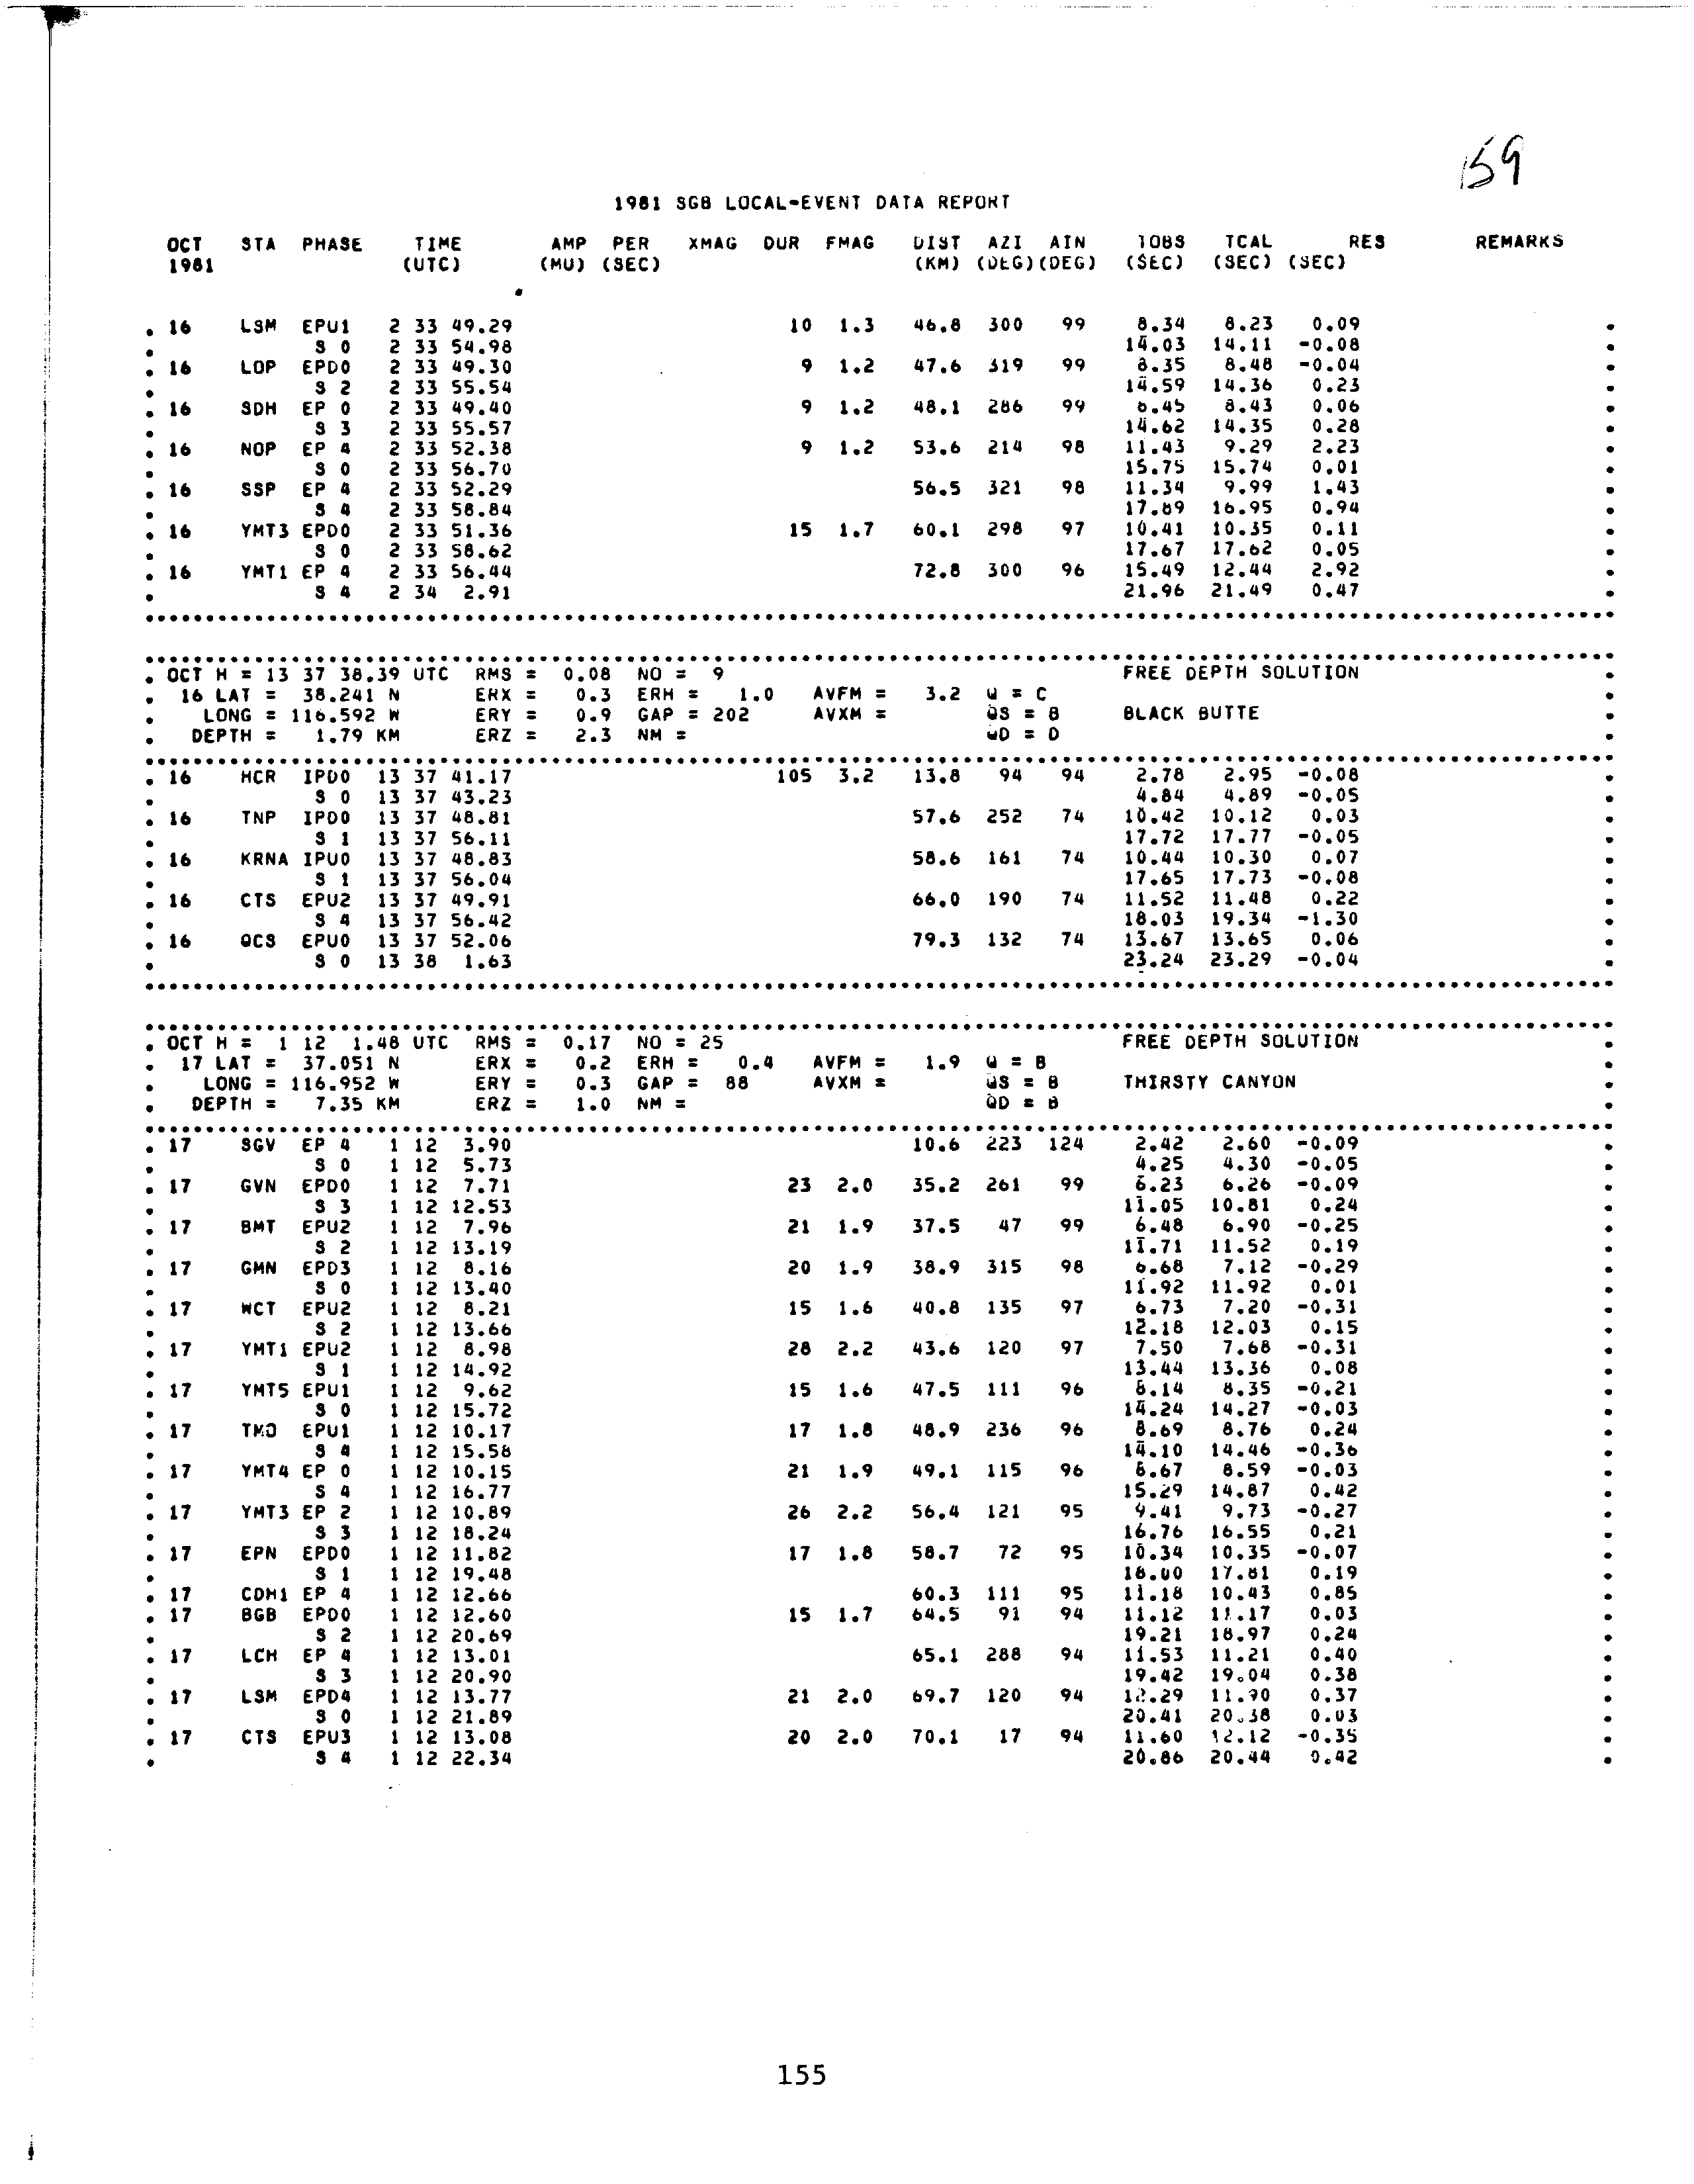 159
1981 SGB LOCAL-EVENT DATA REPORT
OCT STA PHASE TIME AMP PER XMAG DUR FMAG DIST AZI AIN TOBS TCAL RES REMARKS
1981 (UTC) (MU) (SEC) (KM) (DEG)(DEG) (SEC) (SEC) (SEC)
. 16 LSM EPU1 2 33 49.29 10 1.3 46.8 300 99 8.34 8.23 0.09 .
. S 0 2 33 54.98 14.03 14.11 -0.08 .
. 16 LOP EPD0 2 33 49.30 9 1.2 47.6 319 99 8.35 8.48 -0.04 .
. S 2 2 33 55.54 14.59 14.36 0.23 .
. 16 SDH EP 0 2 33 49.40 9 1.2 48.1 286 99 8.45 8.43 0.06 .
. S 3 2 33 55.57 14.62 14.35 0.28 .
. 16 NOP EP 4 2 33 52.38 9 1.2 53.6 214 98 11.43 9.29 2.23 .
. S 0 2 33 56.70 15.75 15.74 0.01 .
. 16 SSP EP 4 2 33 52.29 56.5 321 98 11.34 9.99 1.43 .
. S 4 2 33 58.84 17.89 16.95 0.94 .
. 16 YMT3 EPD0 2 33 51.36 15 1.7 60.1 298 97 10.41 10.35 0.11 .
. S 0 2 33 58.62 17.67 17.62 0.05 .
. 16 YMT1 EP 4 2 33 56.44 72.8 300 96 15.49 12.44 2.92 .
. S 4 2 34 2.91 21.96 21.49 0.47 .
. OCT H = 13 37 38.39 UTC RMS = 0.08 NO = 9 FREE DEPTH SOLUTION .
. 16 LAT = 38.241 N ERX = 0.3 ERH = 1.0 AVFM = 3.2 Q = C .
. LONG = 116.592 W ERY = 0.9 GAP = 202 AVXM = QS = B BLACK BUTTE .
. DEPTH = 1.79 KM ERZ = 2.3 NM = QD = D .
. 16 HCR IPD0 13 37 41.17 105 3.2 13.8 94 94 2.78 2.95 -0.08 .
. S 0 13 37 43.23 4.84 4.89 -0.05 .
. 16 TNP IPD0 13 37 48.81 57.6 252 74 10.42 10.12 0.03 .
. S 1 13 37 56.11 17.72 17.77 -0.05 .
. 16 KRNA IPU0 13 37 48.83 58.6 161 74 10.44 10.30 0.07 .
. S 1 13 37 56.04 17.65 17.73 -0.08 .
. 16 CTS EPU2 13 37 49.91 66.0 190 74 11.52 11.48 0.22 .
. S 4 13 37 56.42 18.03 19.34 -1.30 .
. 16 QCS EPU0 13 37 52.06 79.3 132 74 13.67 13.65 0.06 .
. S 0 13 38 1.63 23.24 23.29 -0.04 .
. OCT H = 1 12 1.48 UTC RMS = 0.17 NO = 25 FREE DEPTH SOLUTION .
. 17 LAT = 37.051 N ERX = 0.2 ERH = 0.4 AVFM = 1.9 Q = B .
. LONG = 116.952 W ERY = 0.3 GAP = 88 AVXM = QS = B THIRSTY CANYON .
. DEPTH = 7.35 KM ERZ = 1.0 NM = QD = B .
. 17 SGV EP 4 1 12 3.90 10.6 223 124 2.42 2.60 -0.09 .
. S 0 1 12 5.73 4.25 4.30 -0.05 .
. 17 GVN EPD0 1 12 7.71 23 2.0 35.2 261 99 6.23 6.26 -0.09 .
. S 3 1 12 12.53 11.05 10.81 0.24 .
. 17 BMT EPU2 1 12 7.96 21 1.9 37.5 47 99 6.48 6.90 -0.25 .
. S 2 1 12 13.19 11.71 11.52 0.19 .
. 17 GMN EPD3 1 12 8.16 20 1.9 38.9 315 98 6.68 7.12 -0.29 .
. S 0 1 12 13.40 11.92 11.92 0.01 .
. 17 WCT EPU2 1 12 8.21 15 1.6 40.8 135 97 6.73 7.20 -0.31 .
. S 2 1 12 13.66 12.18 12.03 0.15 .
. 17 YMT1 EPU2 1 12 8.98 28 2.2 43.6 120 97 7.50 7.68 -0.31 .
. S 1 1 12 14.92 13.44 13.36 0.08 .
. 17 YMT5 EPU1 1 12 9.62 15 1.6 47.5 111 96 8.14 8.35 -0.21 .
. S 0 1 12 15.72 14.24 14.27 -0.03 .
. 17 TMO EPU1 1 12 10.17 17 1.8 48.9 236 96 8.69 8.76 0.24 .
. S 4 1 12 15.58 14.10 14.46 -0.36 .
. 17 YMT4 EP 0 1 12 10.15 21 1.9 49.1 115 96 8.67 8.59 -0.03 .
. S 4 1 12 16.77 15.29 14.87 0.42 .
. 17 YMT3 EP 2 1 12 10.89 26 2.2 56.4 121 95 9.41 9.73 -0.27 .
. S 3 1 12 18.24 16.76 16.55 0.21 .
. 17 EPN EPD0 1 12 11.82 17 1.8 58.7 72 95 10.34 10.35 -0.07 .
. S 1 1 12 19.48 18.00 17.81 0.19 .
. 17 CDH1 EP 4 1 12 12.66 60.3 111 95 11.18 10.43 0.85 .
. 17 BGB EPD0 1 12 12.60 15 1.7 64.5 91 94 11.12 11.17 0.03 .
. S 2 1 12 20.69 19.21 18.97 0.24 .
. 17 LCH EP 4 1 12 13.01 65.1 288 94 11.53 11.21 0.40 .
. S 3 1 12 20.90 19.42 19.04 0.38 .
. 17 LSM EPD4 1 12 13.77 21 2.0 69.7 120 94 12.29 11.90 0.37 .
. S 0 1 12 21.89 20.41 20.38 0.03 .
. 17 CTS EPU3 1 12 13.08 20 2.0 70.1 17 94 11.60 12.12 -0.35 .
. S 4 1 12 22.34 20.86 20.44 0.42 .
155